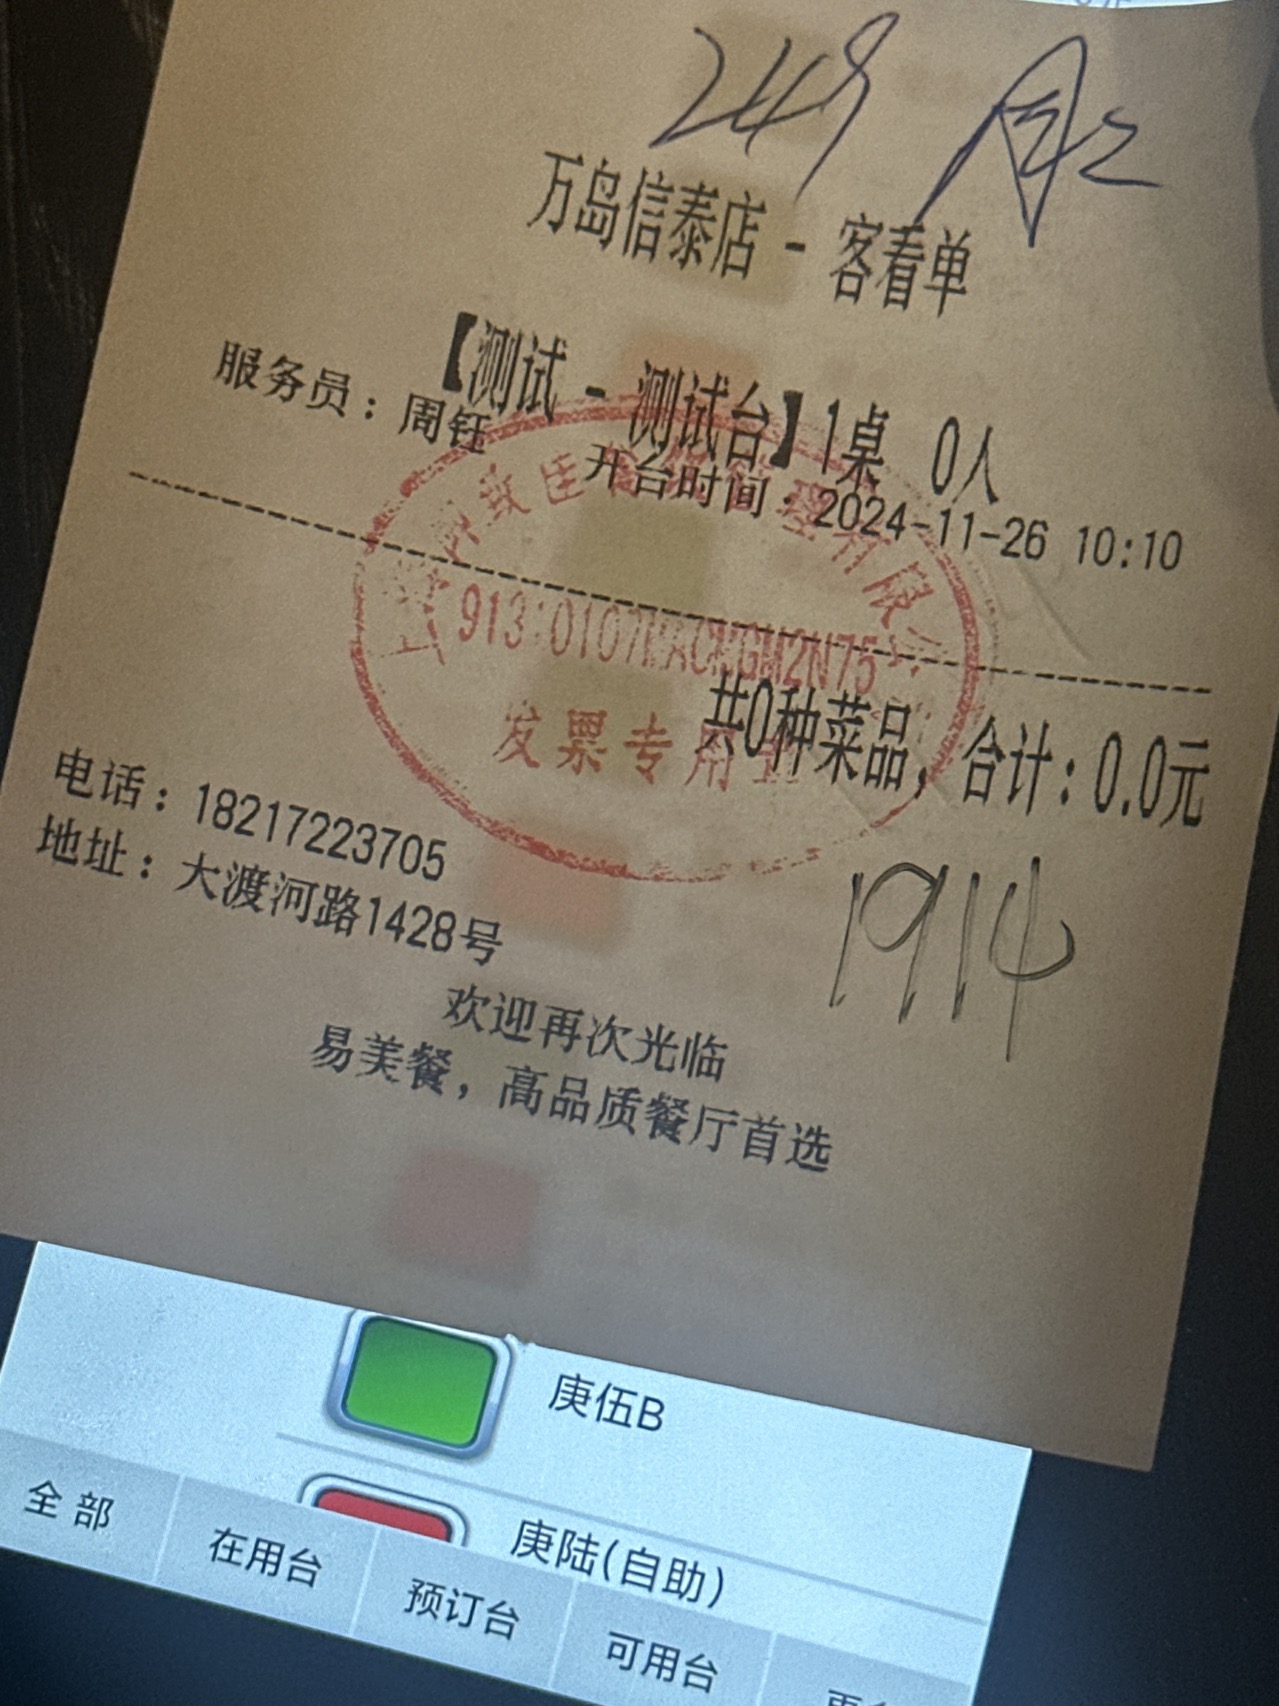 249
万岛信泰店 - 客看单
【测试 - 测试台】1桌 0人
服务员：周钰
开台时间：2024-11-26 10:10
发票专用章
共0种菜品，合计：0.0元
电话：18217223705
地址：大渡河路1428号
1914
欢迎再次光临
易美餐，高品质餐厅首选
庚伍B
庚陆(自助)
全部 在用台 预订台 可用台